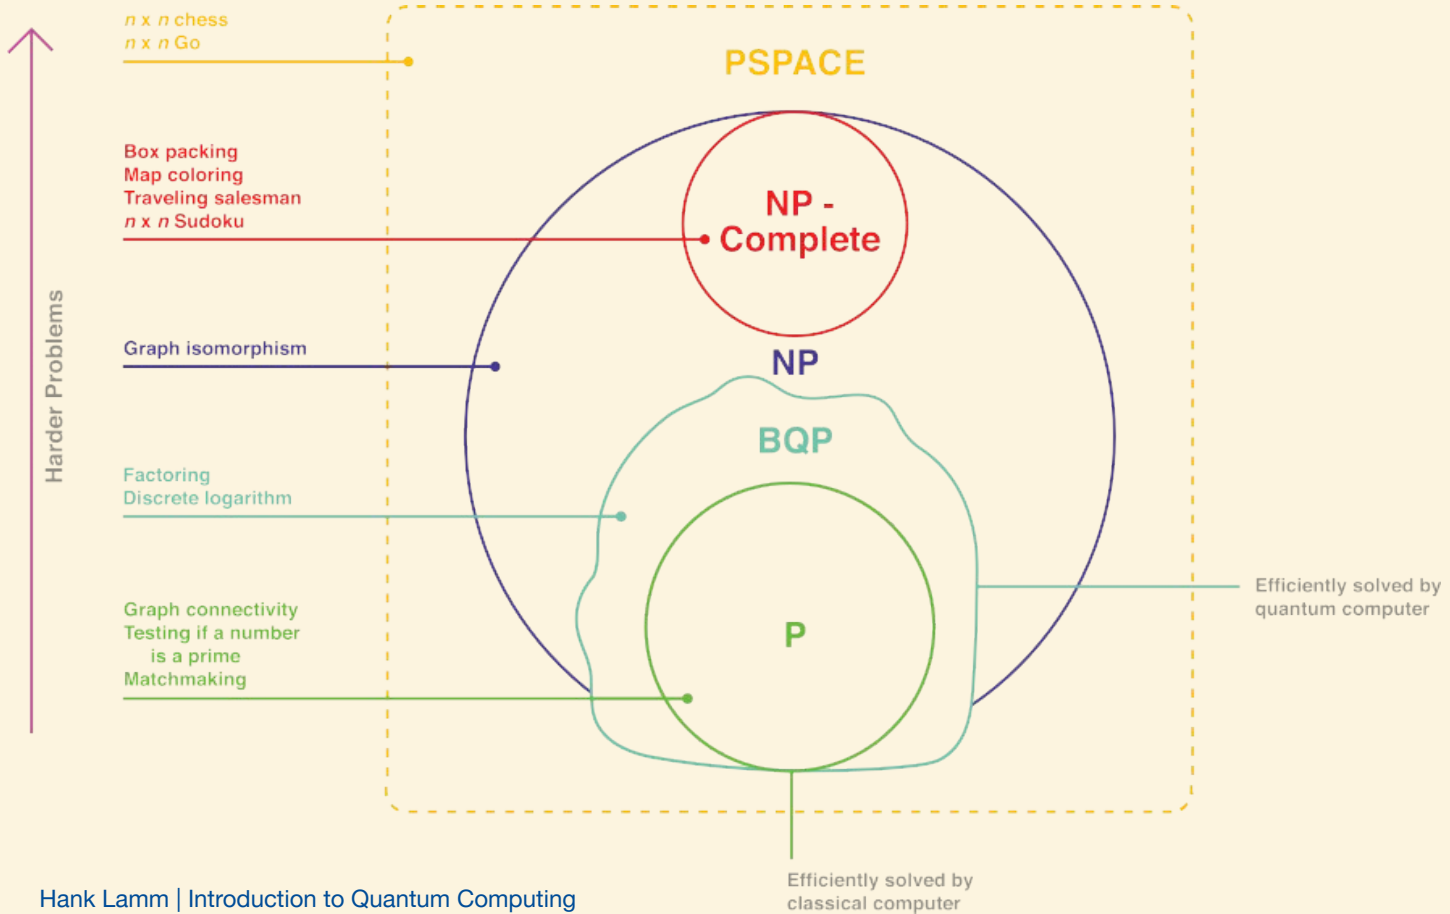 n x n chess
n x n Go
PSPACE
Box packing
Map coloring
Traveling salesman
n x n Sudoku
NP -
Complete
Harder Problems
Graph isomorphism
NP
BQP
Factoring
Discrete logarithm
Efficiently solved by
quantum computer
Graph connectivity
Testing if a number
is a prime
Matchmaking
P
Efficiently solved by
classical computer
Hank Lamm | Introduction to Quantum Computing